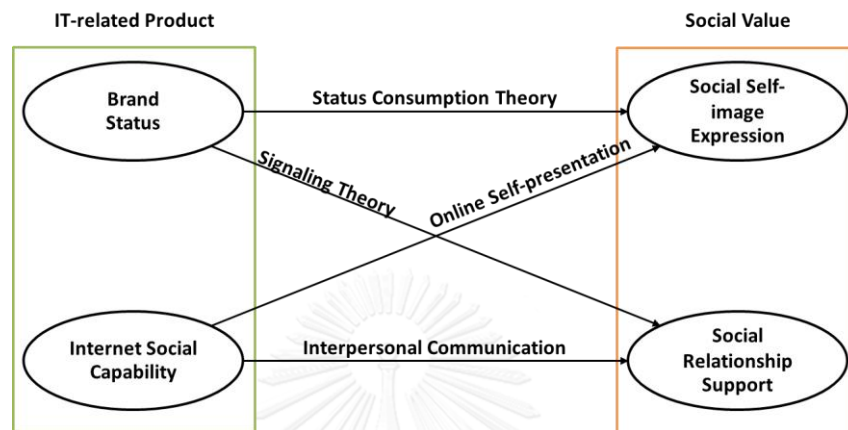 IT-related Product
Social Value
Brand
Status
Status Consumption Theory
Social Self-
image
Expression
Signaling Theory
Online Self-presentation
Internet Social
Capability
Interpersonal Communication
Social
Relationship
Support